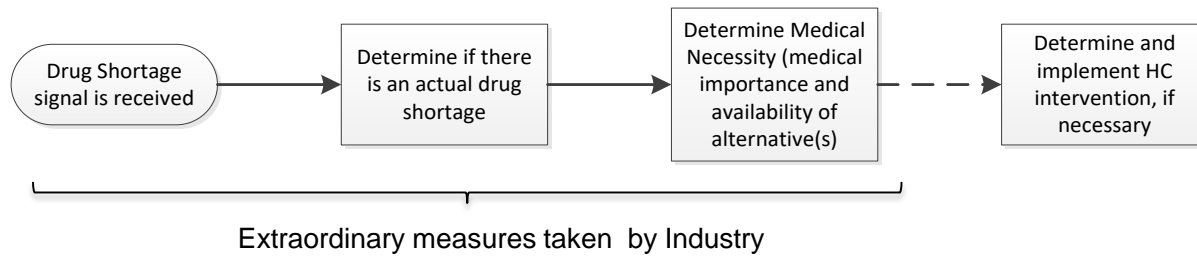 Drug Shortage
signal is received
Determine if there
is an actual drug
shortage
Determine Medical
Necessity (medical
importance and
availability of
alternative(s)
Determine and
implement HC
intervention, if
necessary
Extraordinary measures taken  by Industry